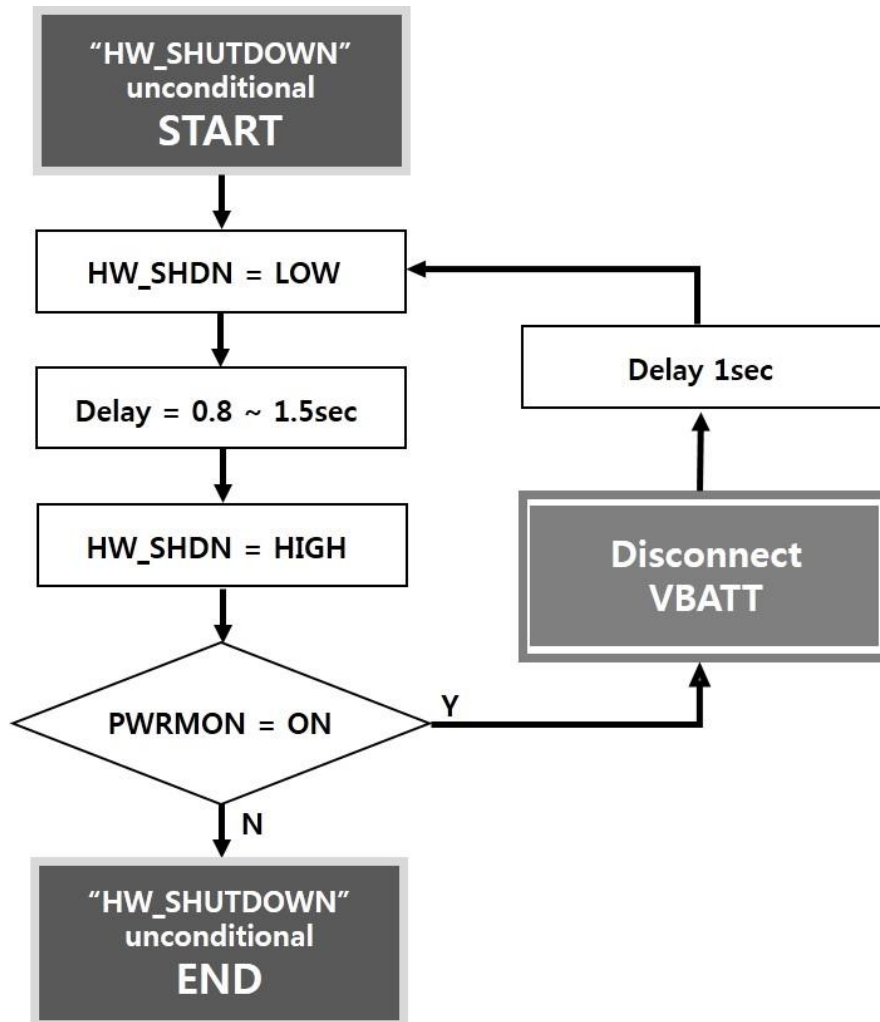 “HW_SHUTDOWN”
unconditional
START
HW_SHDN = LOW
Delay = 0.8 ~ 1.5sec
HW_SHDN = HIGH
PWRMON = ON
Y
N
Disconnect
VBATT
Delay 1sec
“HW_SHUTDOWN”
unconditional
END